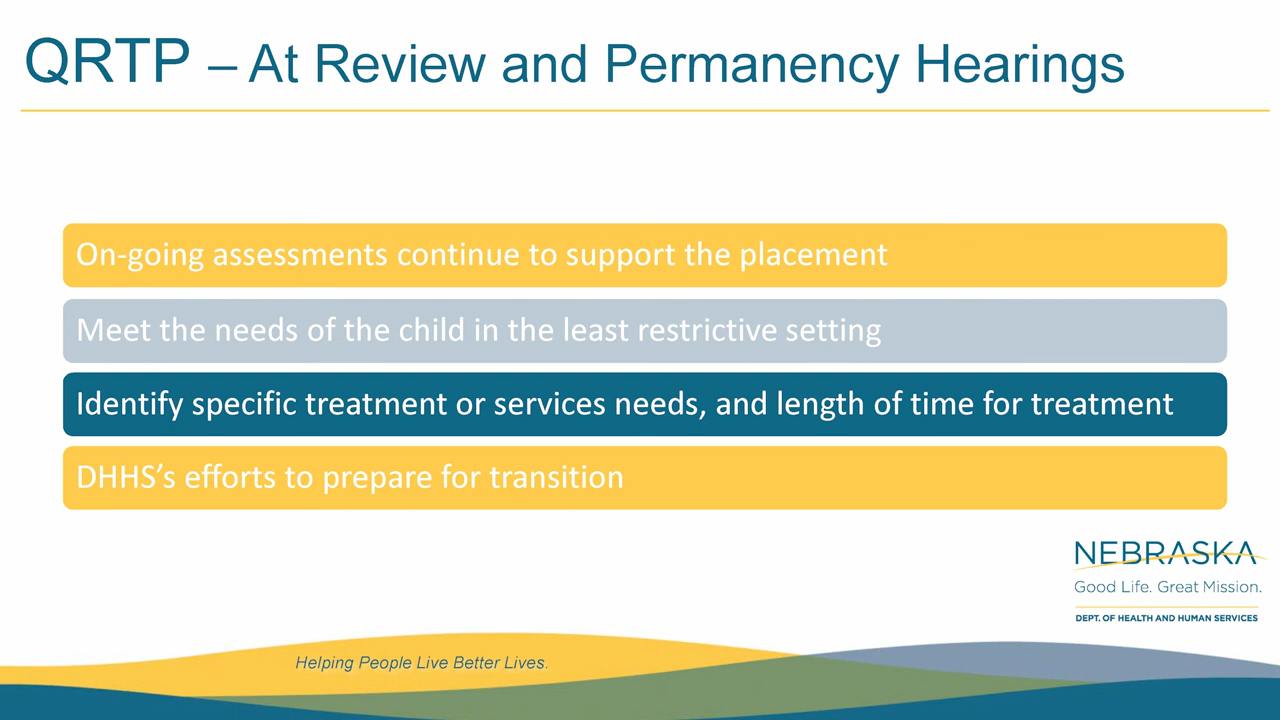 QRTP – At Review and Permanency Hearings
On-going assessments continue to support the placement
Meet the needs of the child in the least restrictive setting
Identify specific treatment or services needs, and length of time for treatment
DHHS’s efforts to prepare for transition
NEBRASKA
Good Life. Great Mission.
DEPT. OF HEALTH AND HUMAN SERVICES
Helping People Live Better Lives.